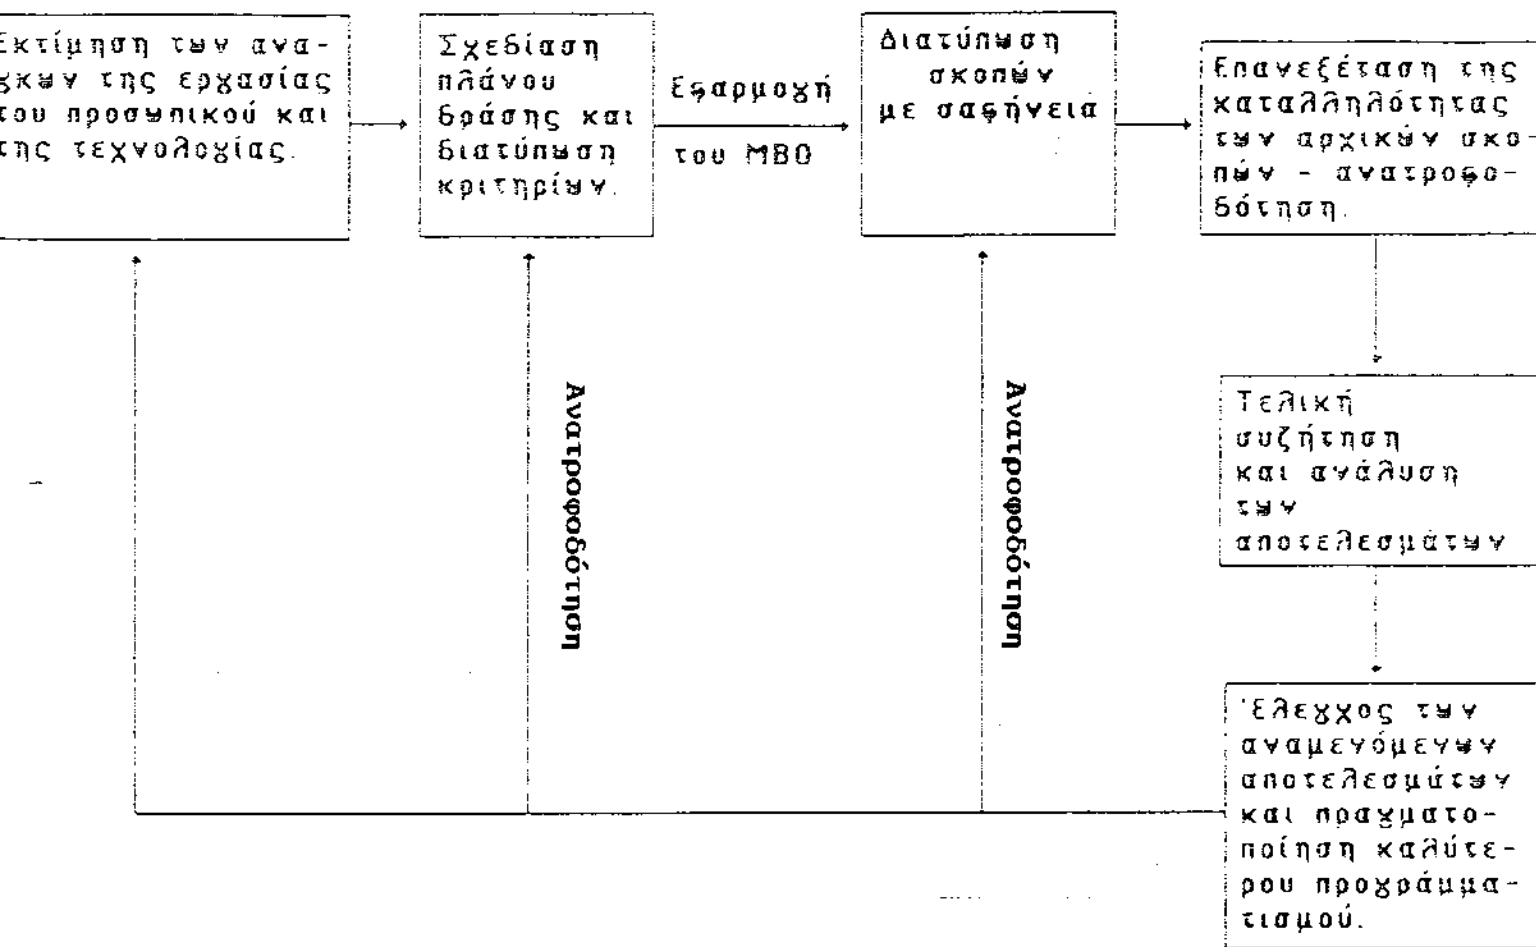 Εκτίμηση των ανα-
γκων της εργασίας
του προσωπικού και
της τεχνολογίας.
Σχεδίαση
πλάνου
δράσης και
διατύπωση
κριτηρίων.
Εφαρμογή
του MBO
Διατύπωση
σκοπών
με σαφήνεια
Επανεξέταση της
καταλληλότητας
των αρχικών σκο-
πών - ανατροφο-
δότηση.
Τελική
συζήτηση
και ανάλυση
των
αποτελεσμάτων
Έλεγχος των
αναμενόμενων
αποτελεσμάτων
και πραγματο-
ποίηση καλύτε-
ρου προγράμμα-
τισμού.
Ανατροφοδότηση
Ανατροφοδότηση